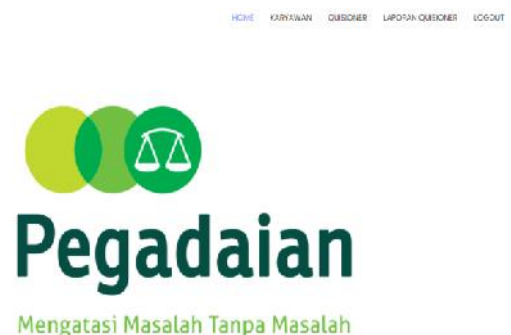 HOME KARYAWAN QUISIONER LAPORAN QUISIONER LOGOUT
Pegadaian
Mengatasi Masalah Tanpa Masalah